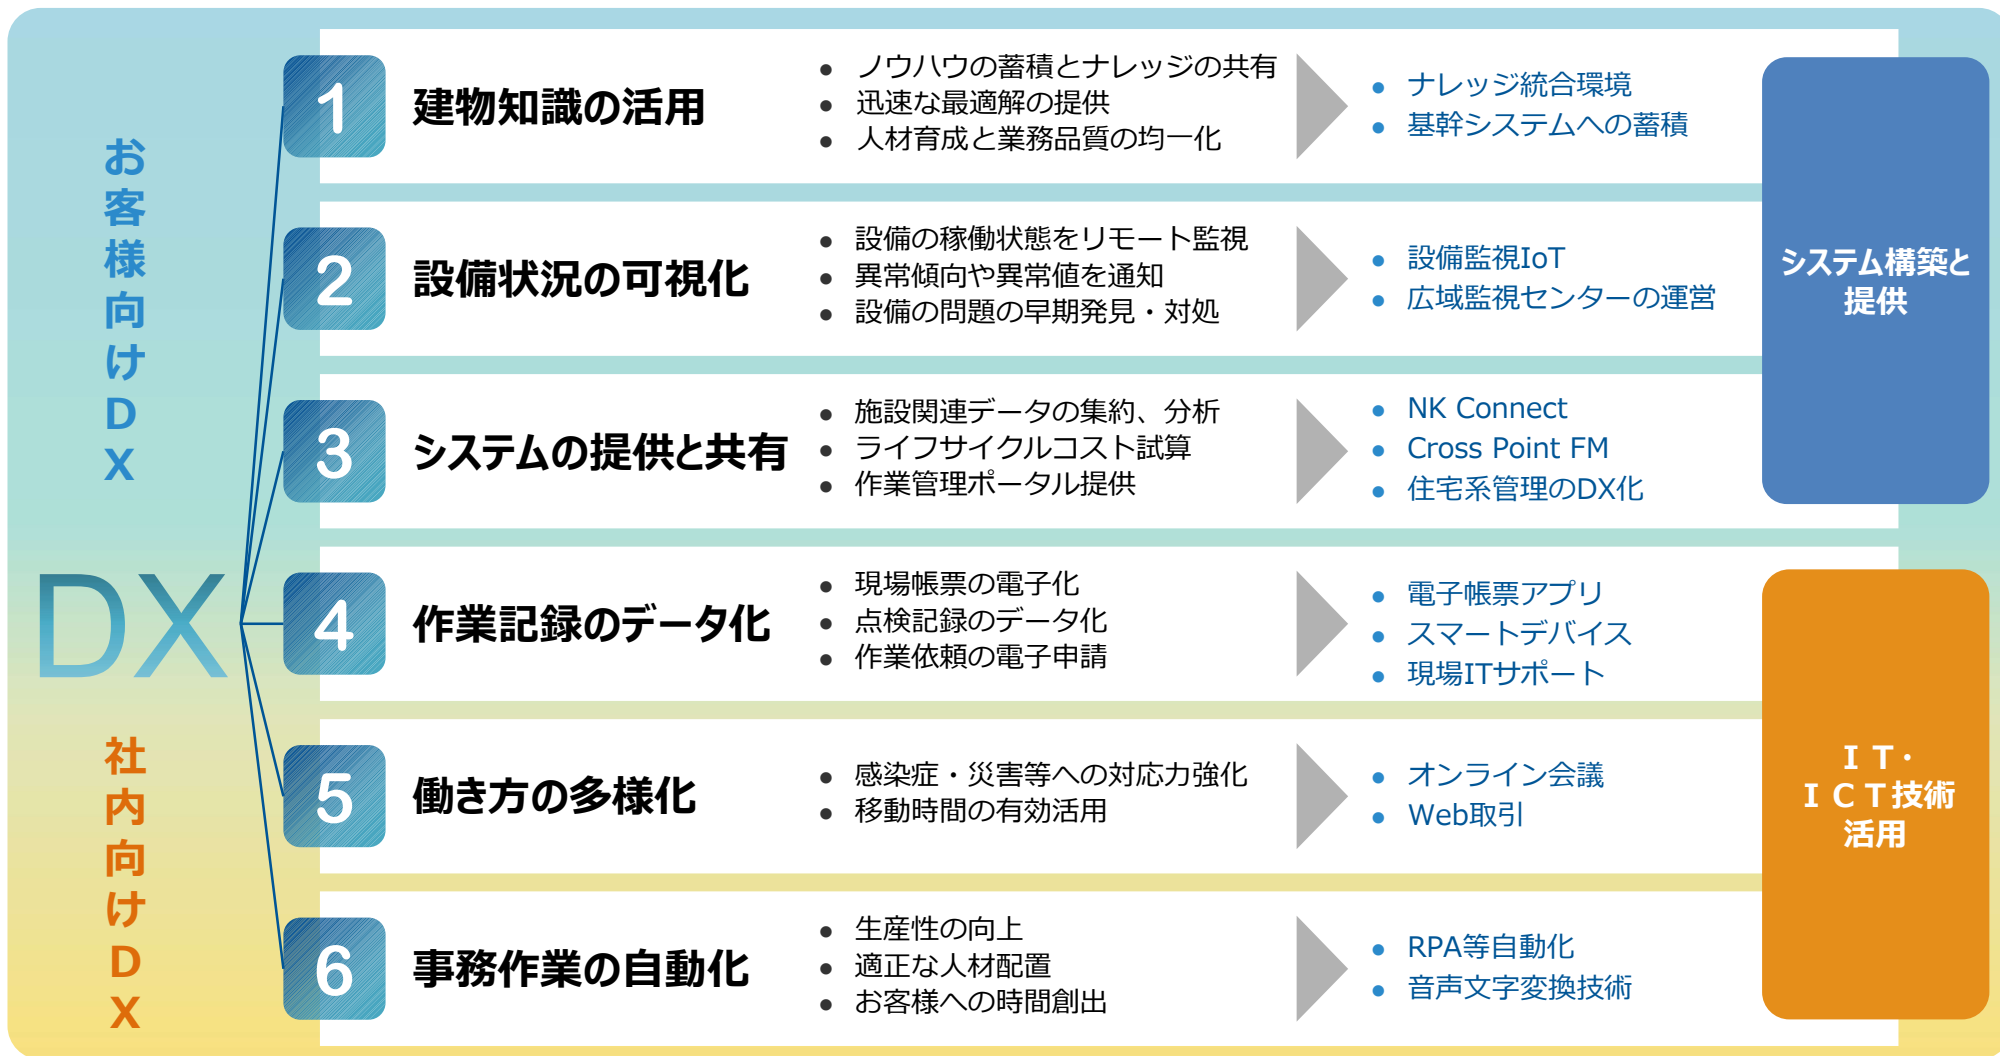 お客様向けDX
DX
社内向けDX
1
建物知識の活用
● ノウハウの蓄積とナレッジの共有
● 迅速な最適解の提供
● 人材育成と業務品質の均一化
● ナレッジ統合環境
● 基幹システムへの蓄積
2
設備状況の可視化
● 設備の稼働状態をリモート監視
● 異常傾向や異常値を通知
● 設備の問題の早期発見・対処
● 設備監視IoT
● 広域監視センターの運営
3
システムの提供と共有
● 施設関連データの集約、分析
● ライフサイクルコスト試算
● 作業管理ポータル提供
● NK Connect
● Cross Point FM
● 住宅系管理のDX化
システム構築と
提供
4
作業記録のデータ化
● 現場帳票の電子化
● 点検記録のデータ化
● 作業依頼の電子申請
● 電子帳票アプリ
● スマートデバイス
● 現場ITサポート
5
働き方の多様化
● 感染症・災害等への対応力強化
● 移動時間の有効活用
● オンライン会議
● Web取引
6
事務作業の自動化
● 生産性の向上
● 適正な人材配置
● お客様への時間創出
● RPA等自動化
● 音声文字変換技術
ＩＴ・
ＩＣＴ技術
活用